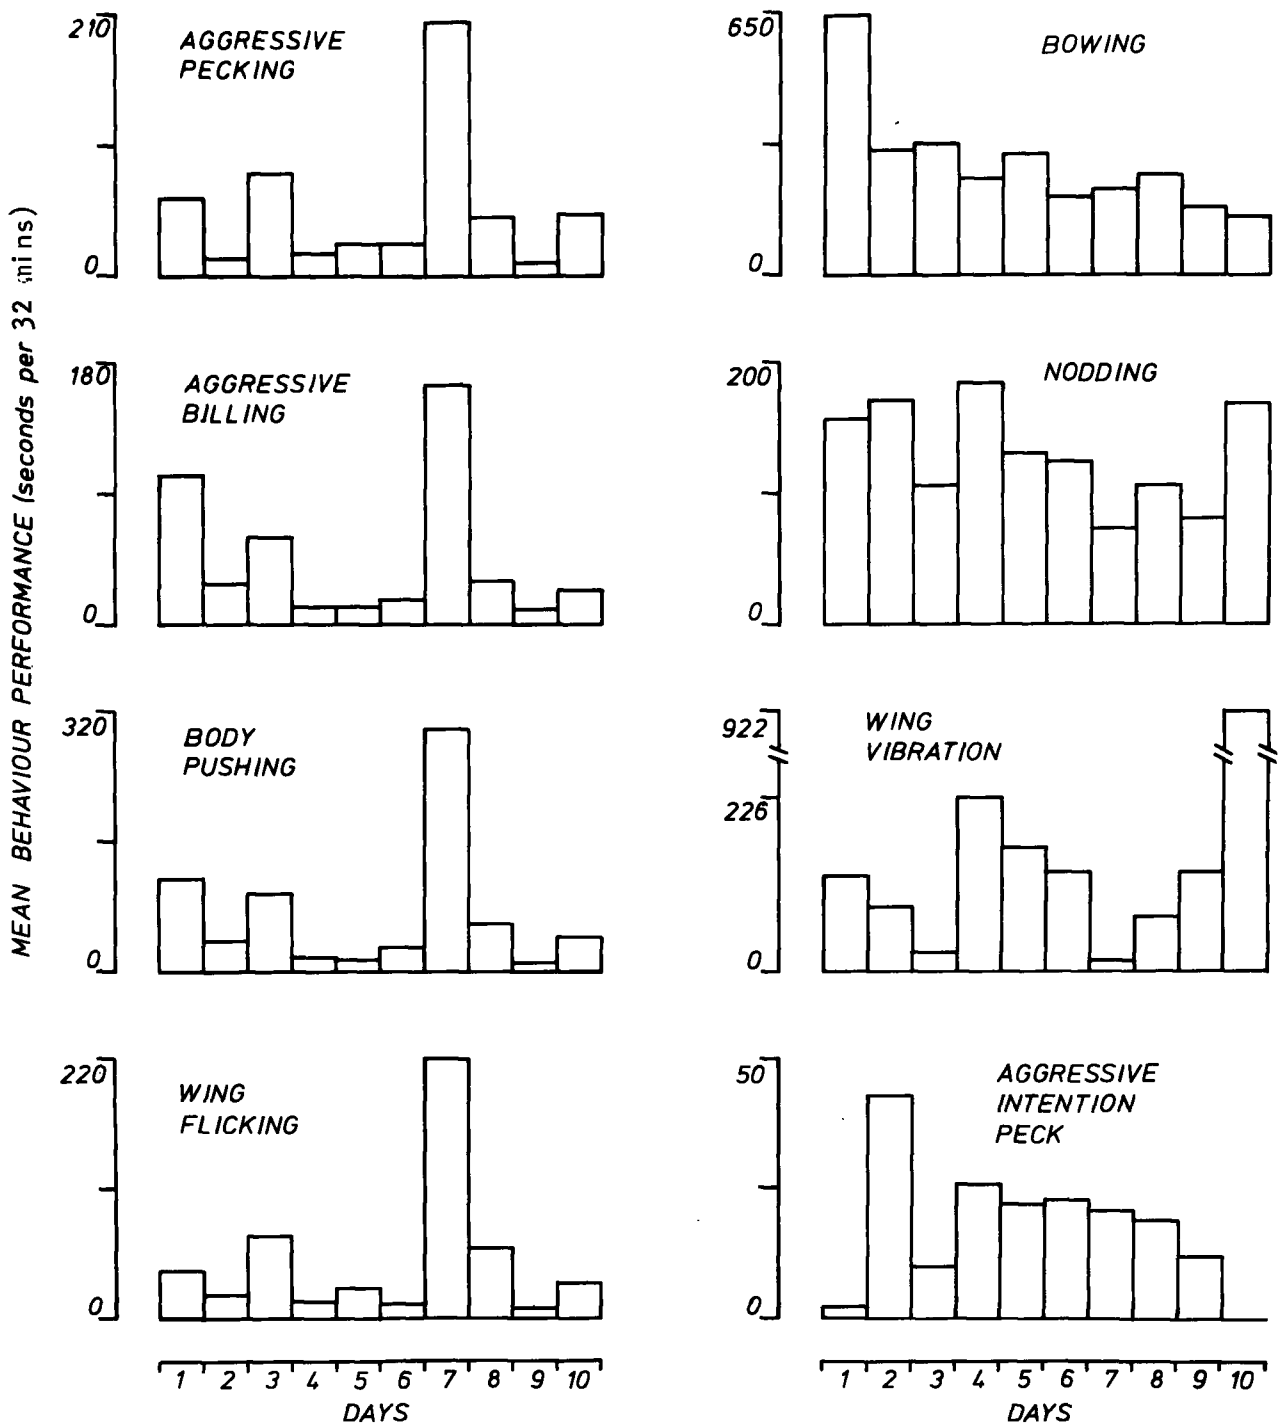 MEAN BEHAVIOUR PERFORMANCE (seconds per 32 mins)
210
AGGRESSIVE
PECKING
0
650
BOWING
0
180
AGGRESSIVE
BILLING
0
200
NODDING
0
320
BODY
PUSHING
0
922
WING
VIBRATION
226
0
220
WING
FLICKING
0
50
AGGRESSIVE
INTENTION
PECK
0
1 2 3 4 5 6 7 8 9 10
DAYS
1 2 3 4 5 6 7 8 9 10
DAYS